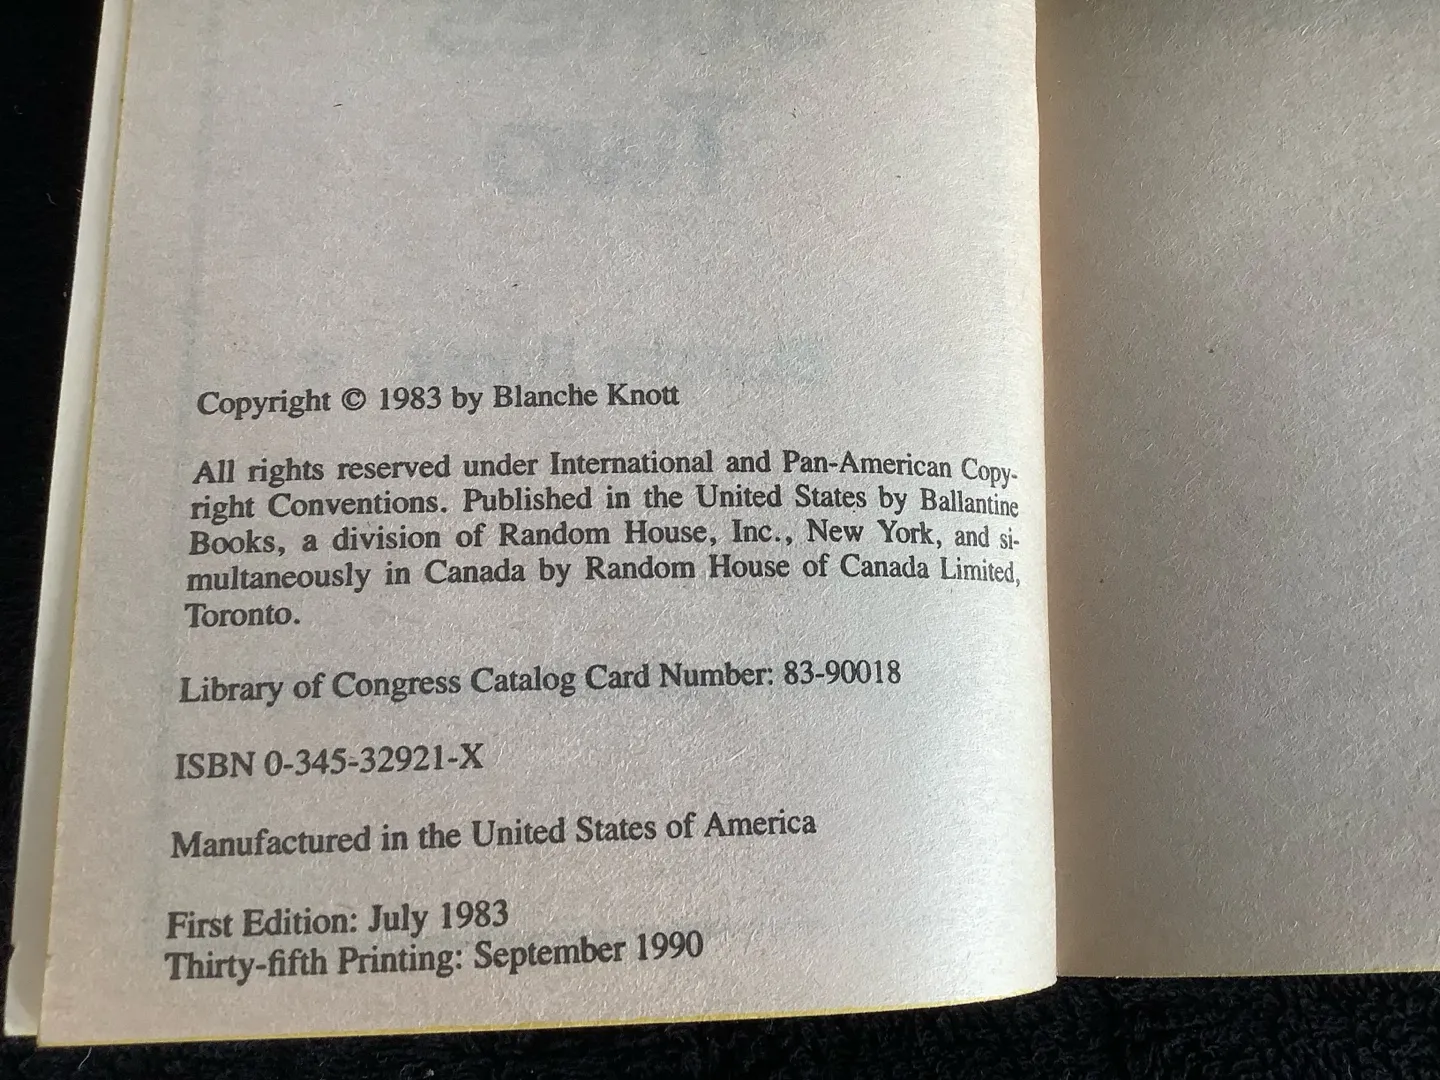 Copyright © 1983 by Blanche Knott
All rights reserved under International and Pan-American Copy-
right Conventions. Published in the United States by Ballantine
Books, a division of Random House, Inc., New York, and si-
multaneously in Canada by Random House of Canada Limited,
Toronto.
Library of Congress Catalog Card Number: 83-90018
ISBN 0-345-32921-X
Manufactured in the United States of America
First Edition: July 1983
Thirty-fifth Printing: September 1990